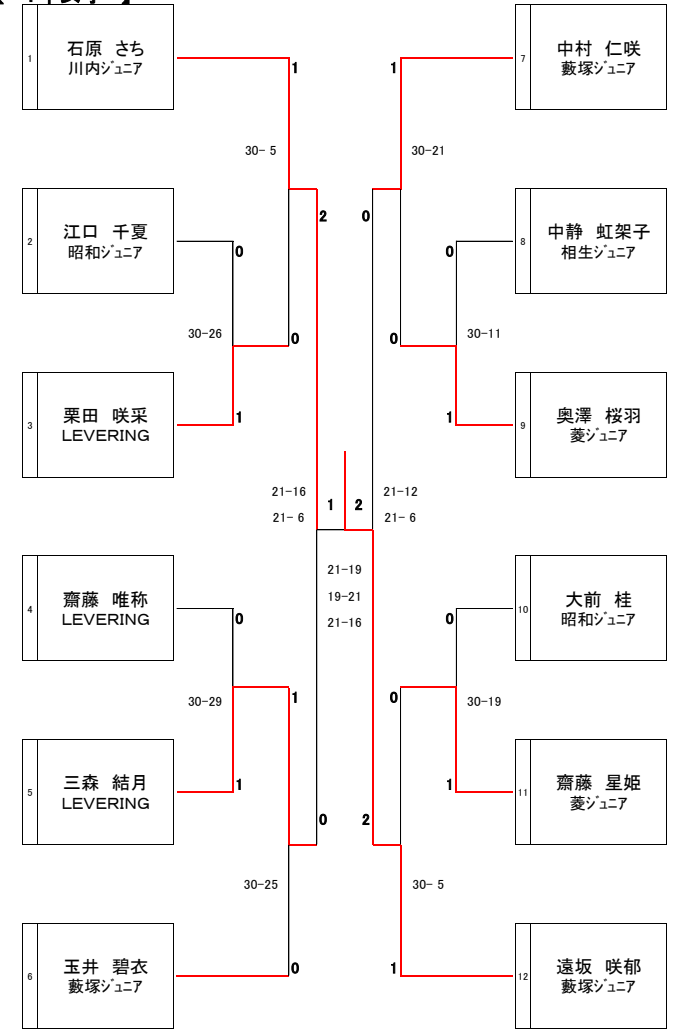 1
石原 さち
川内ジュニア
2
江口 千夏
昭和ジュニア
3
栗田 咲采
LEVERING
4
齋藤 唯称
LEVERING
5
三森 結月
LEVERING
6
玉井 碧衣
藪塚ジュニア
1
30- 5
2
0
30-26
0
1
21-16
21- 6
1
2
21-12
21- 6
21-19
19-21
21-16
0
30-29
1
1
0
30-25
0
1
30-21
0
0
30-11
0
1
0
30-19
0
1
2
30- 5
1
7
中村 仁咲
藪塚ジュニア
8
中静 虹架子
相生ジュニア
9
奥澤 桜羽
菱ジュニア
10
大前 桂
昭和ジュニア
11
齋藤 星姫
菱ジュニア
12
遠坂 咲郁
藪塚ジュニア